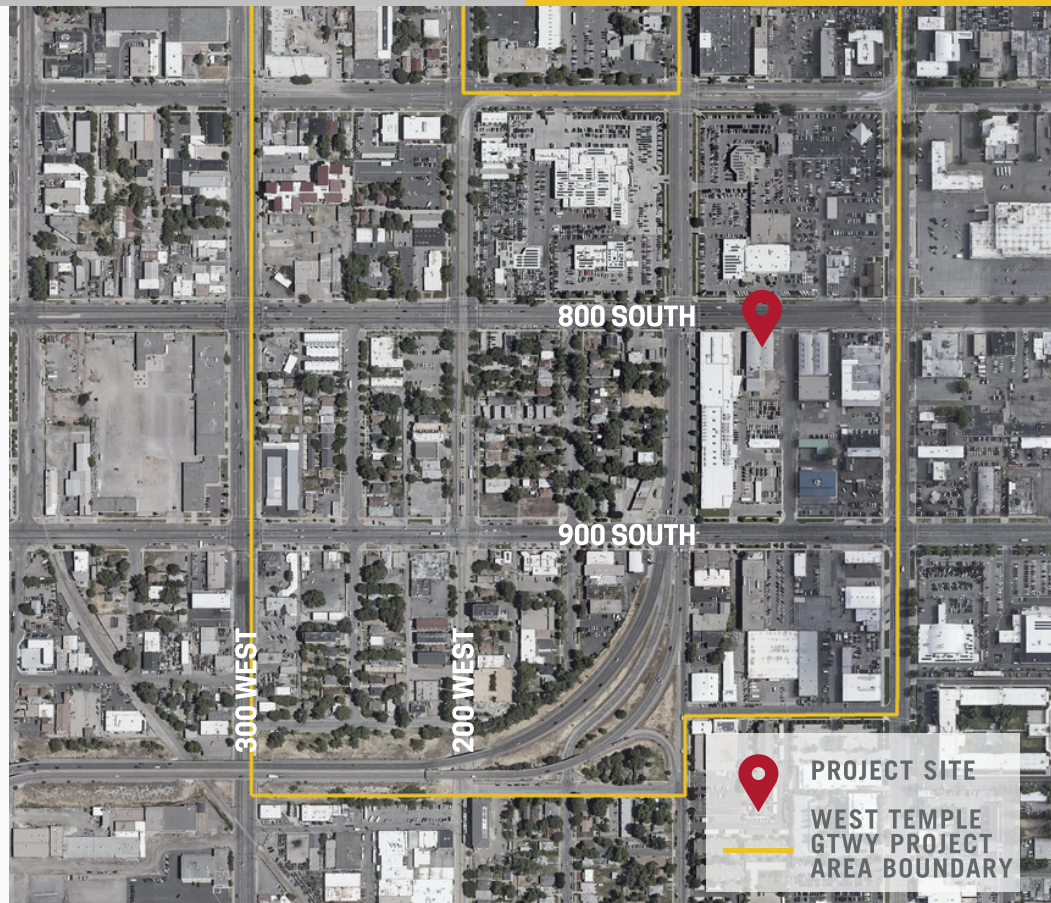 800 SOUTH
900 SOUTH
300 WEST
200 WEST
PROJECT SITE
WEST TEMPLE
GTWY PROJECT
AREA BOUNDARY